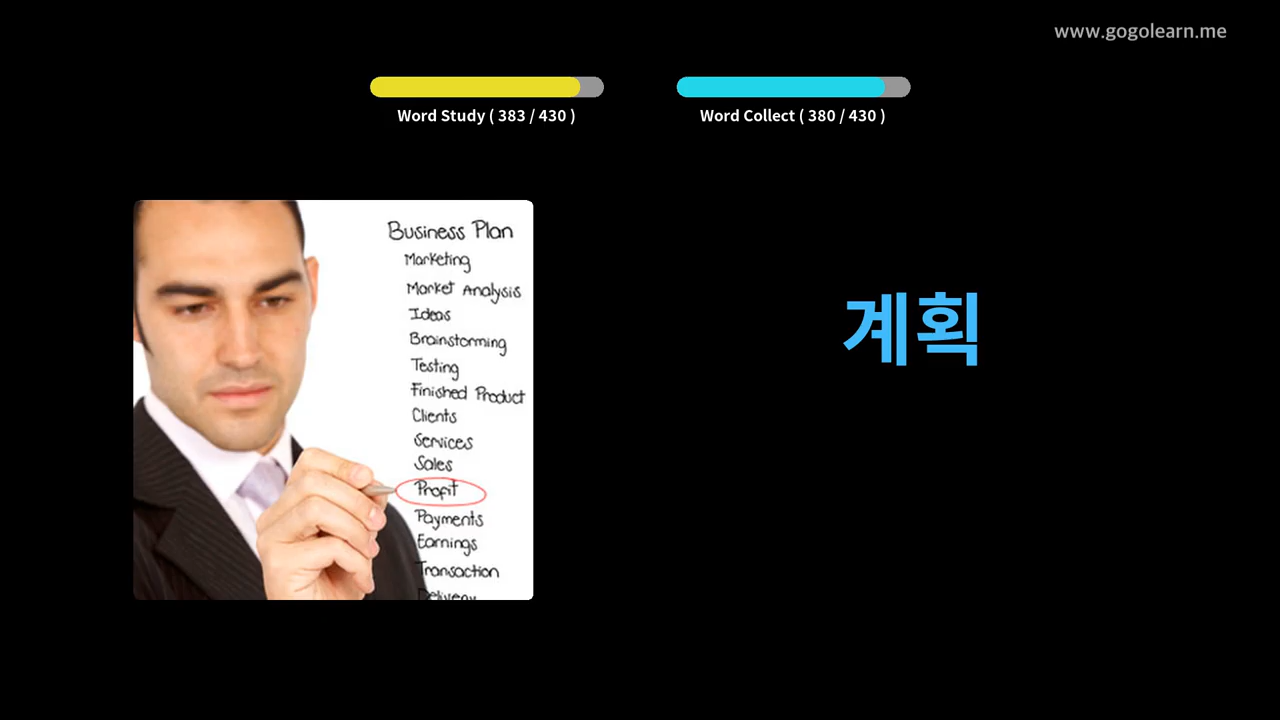 www.gogolearn.me
Word Study ( 383 / 430 )
Word Collect ( 380 / 430 )
Business Plan
Marketing
Market Analysis
Ideas
Brainstorming
Testing
Finished Product
Clients
Services
Sales
Profit
Payments
Earnings
Transaction
Delivery
계획